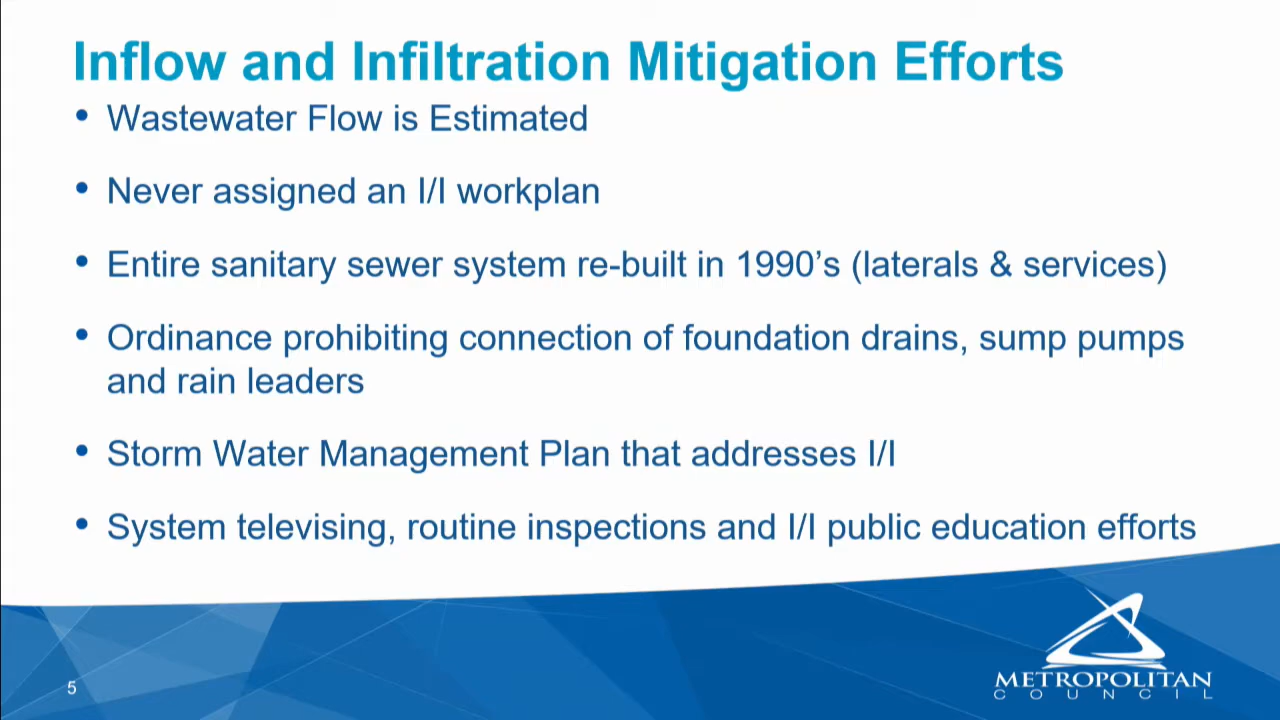 Inflow and Infiltration Mitigation Efforts
• Wastewater Flow is Estimated
• Never assigned an I/I workplan
• Entire sanitary sewer system re-built in 1990’s (laterals & services)
• Ordinance prohibiting connection of foundation drains, sump pumps
and rain leaders
• Storm Water Management Plan that addresses I/I
• System televising, routine inspections and I/I public education efforts
5
METROPOLITAN
COUNCIL